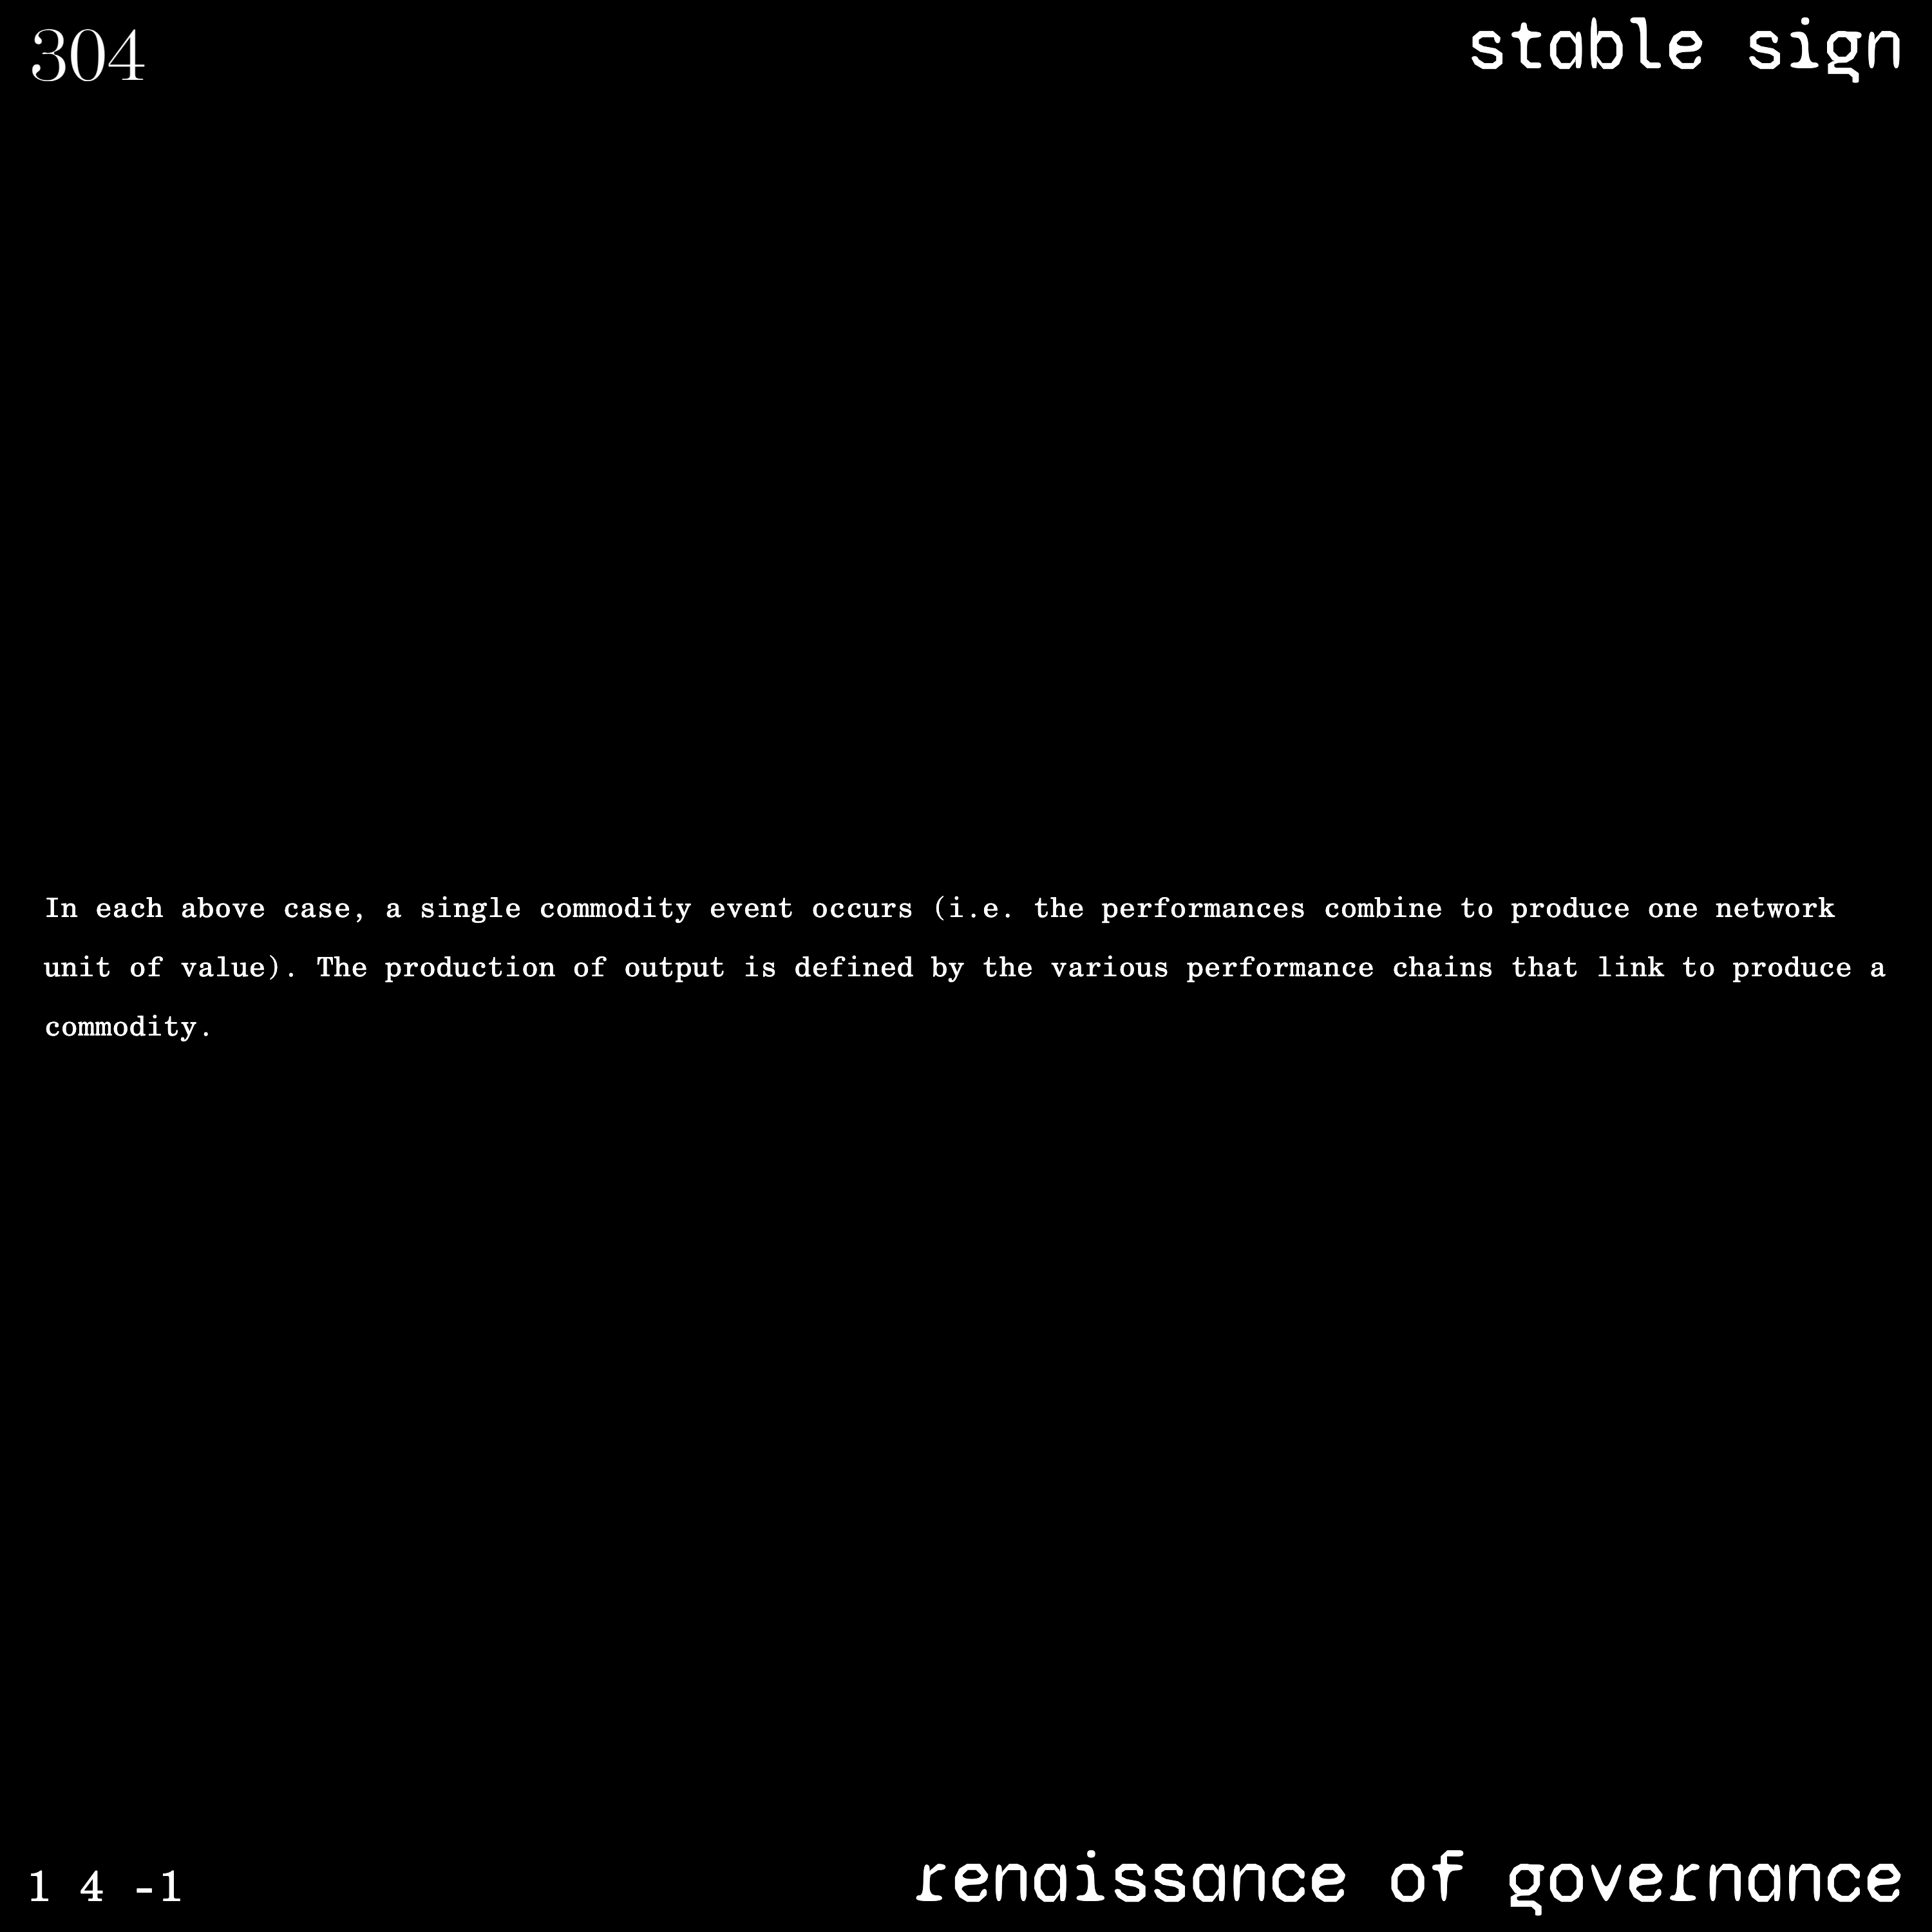 304
stable sign
In each above case, a single commodity event occurs (i.e. the performances combine to produce one network
unit of value). The production of output is defined by the various performance chains that link to produce a
commodity.
1 4 -1
renaissance of governance